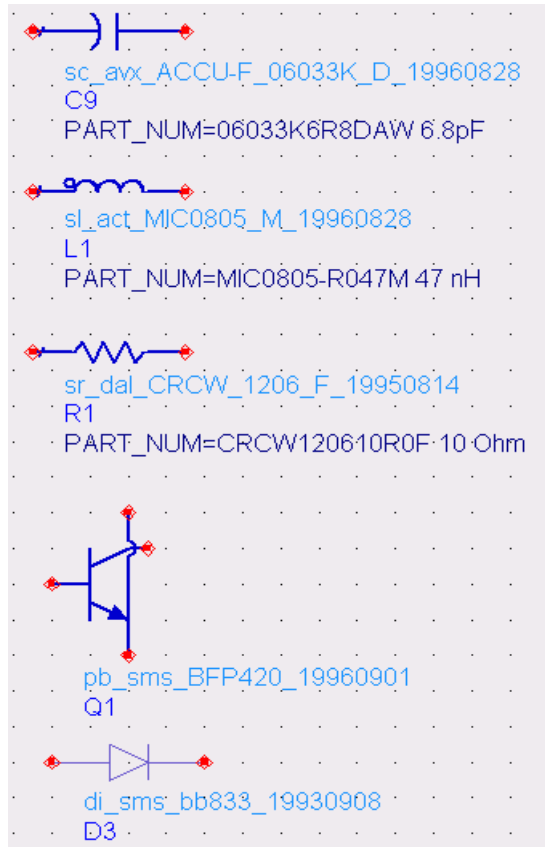 sc_avx_ACCU-F_06033K_D_19960828
C9
PART_NUM=06033K6R8DAW 6.8pF
sl_act_MIC0805_M_19960828
L1
PART_NUM=MIC0805-R047M 47 nH
sr_dal_CRCW_1206_F_19950814
R1
PART_NUM=CRCW120610R0F 10 Ohm
pb_sms_BFP420_19960901
Q1
di_sms_bb833_19930908
D3